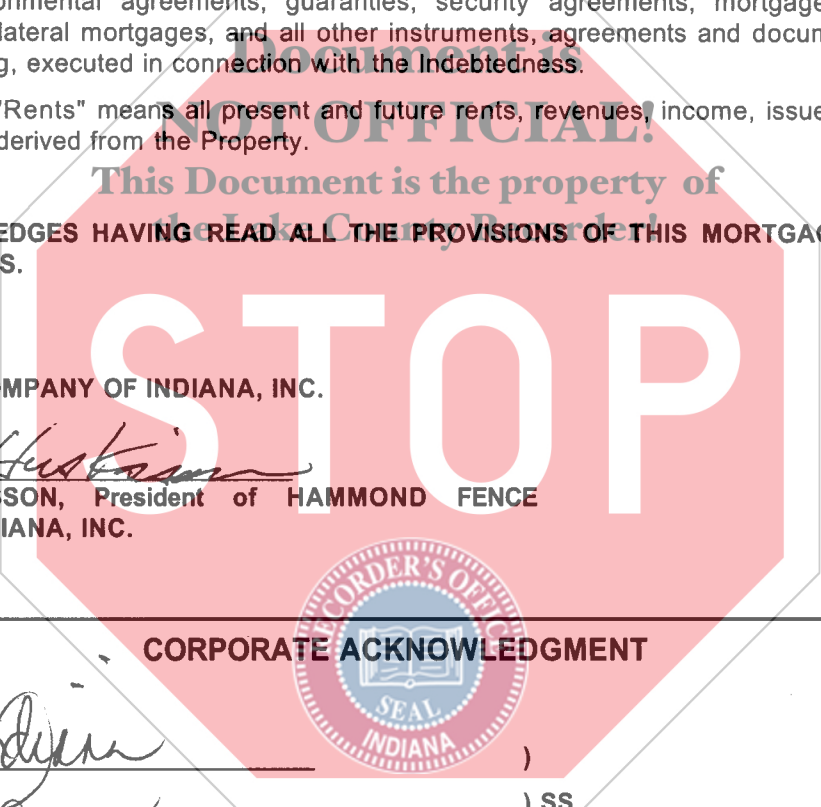 onmental agreements, guaranties, security agreements, mortgage
lateral mortgages, and all other instruments, agreements and docum
g, executed in connection with the Indebtedness.
Document is
"Rents" means all present and future rents, revenues, income, issue
NOT OFFICIAL!
derived from the Property.
This Document is the property of
the Lake County Recorder!
EDGES HAVING READ ALL THE PROVISIONS OF THIS MORTGAG
S.
STOP
OMPANY OF INDIANA, INC.
SSON, President of HAMMOND FENCE
IANA, INC.
RECORDER'S OFFICE
CORPORATE ACKNOWLEDGMENT
SEAL
INDIANA
Indiana
)
) SS